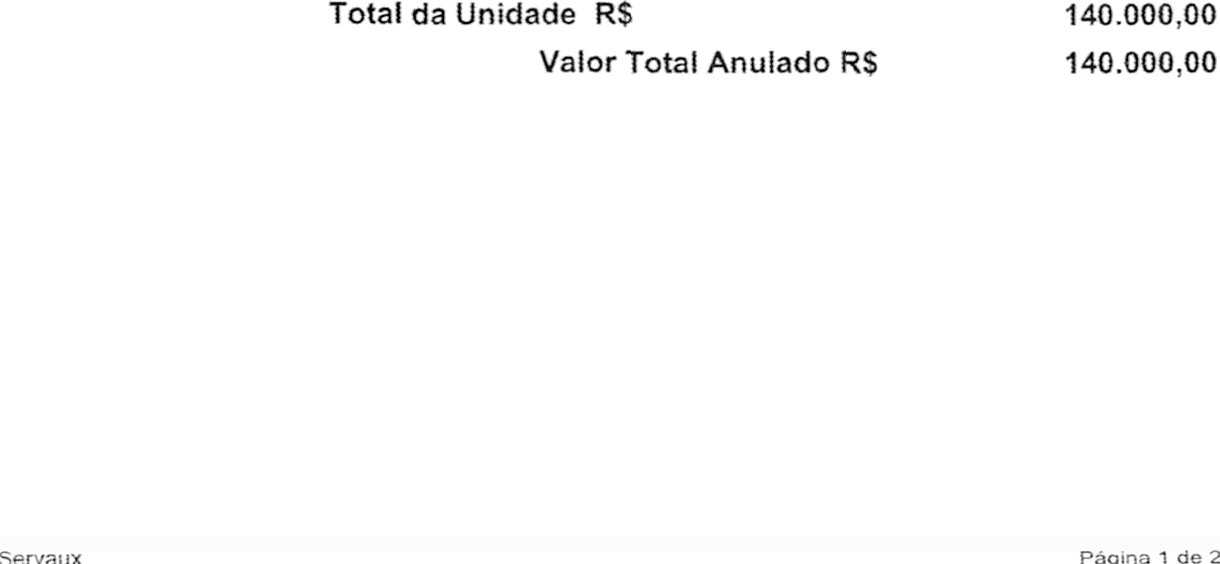 Total da Unidade R$ 140.000,00
Valor Total Anulado R$ 140.000,00
Servaux Página 1 de 2